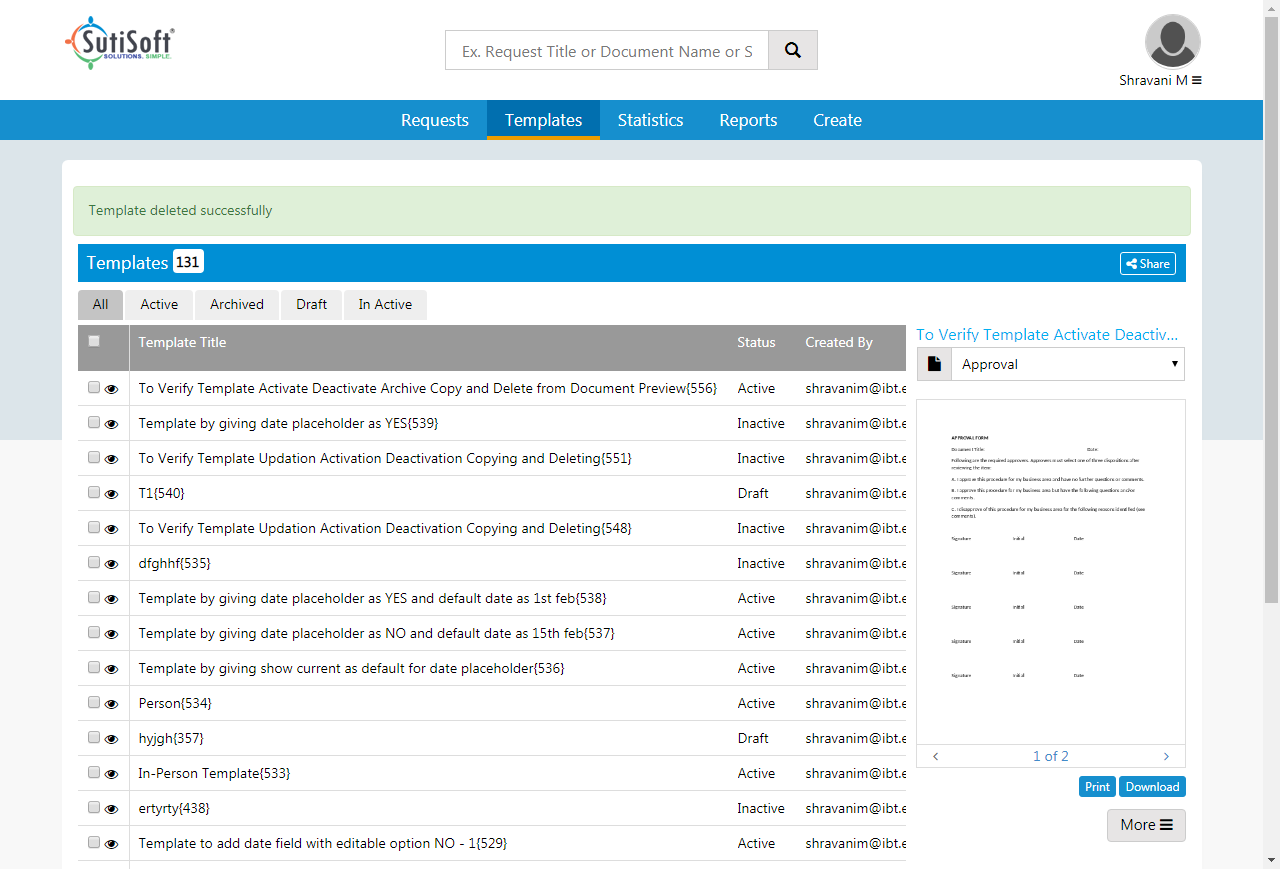 SutiSoft®
SOLUTIONS. SIMPLE.
Ex. Request Title or Document Name or S
Shravani M
Requests Templates Statistics Reports Create
Template deleted successfully
Templates 131
Share
All Active Archived Draft In Active
Template Title Status Created By
To Verify Template Activate Deactivate Archive Copy and Delete from Document Preview{556} Active shravanim@ibt.e
Template by giving date placeholder as YES{539} Inactive shravanim@ibt.e
To Verify Template Updation Activation Deactivation Copying and Deleting{551} Inactive shravanim@ibt.e
T1{540} Draft shravanim@ibt.e
To Verify Template Updation Activation Deactivation Copying and Deleting{548} Inactive shravanim@ibt.e
dfghhf{535} Inactive shravanim@ibt.e
Template by giving date placeholder as YES and default date as 1st feb{538} Active shravanim@ibt.e
Template by giving date placeholder as NO and default date as 15th feb{537} Active shravanim@ibt.e
Template by giving show current as default for date placeholder{536} Active shravanim@ibt.e
Person{534} Active shravanim@ibt.e
hyjgh{357} Draft shravanim@ibt.e
In-Person Template{533} Active shravanim@ibt.e
ertyrty{438} Inactive shravanim@ibt.e
Template to add date field with editable option NO - 1{529} Active shravanim@ibt.e
To Verify Template Activate Deactiv...
Approval
APPROVAL FORM
Document Title: Date:
Following are the required approvers. Approvers must select one of three dispositions after
reviewing the item:
A. I approve this procedure for my business area and have no further questions or comments.
B. I approve this procedure for my business area but have the following questions and/or
comments.
C. I disapprove of this procedure for my business area for the following reasons identified (see
comments).
Signature Initial Date
Signature Initial Date
Signature Initial Date
Signature Initial Date
Signature Initial Date
1 of 2
Print Download
More